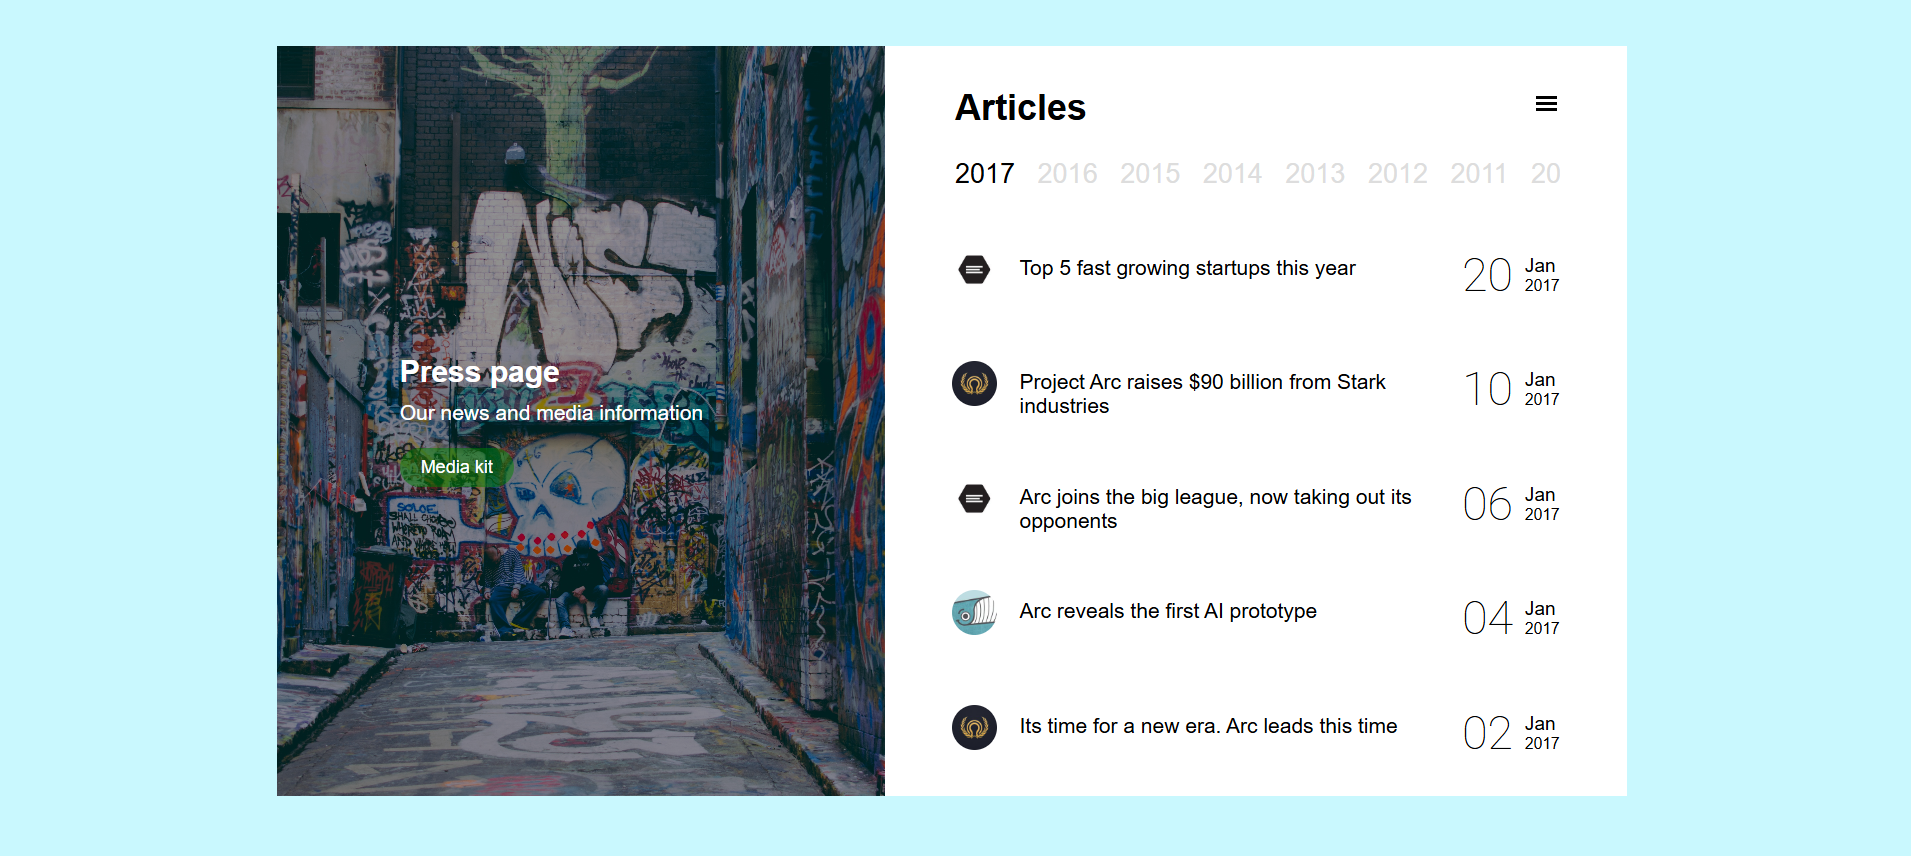 Press page
Our news and media information
Media kit
SOLOE,
Articles
2017 2016 2015 2014 2013 2012 2011 20
Top 5 fast growing startups this year
20 Jan
2017
Project Arc raises $90 billion from Stark
industries
10 Jan
2017
Arc joins the big league, now taking out its
opponents
06 Jan
2017
Arc reveals the first AI prototype
04 Jan
2017
Its time for a new era. Arc leads this time
02 Jan
2017